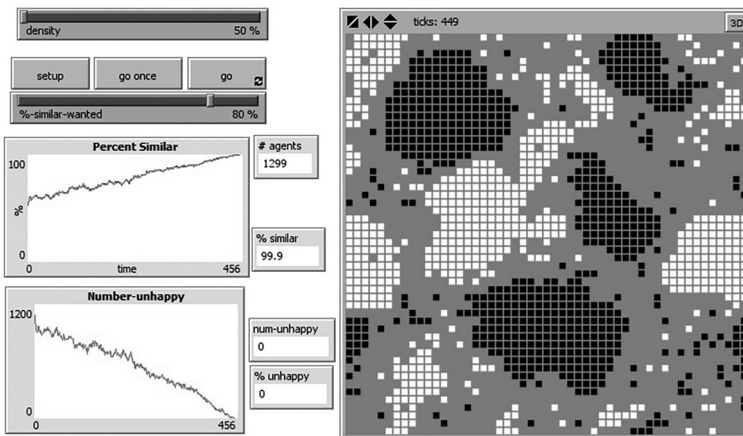 density 50 %
setup
go once
go
%-similar-wanted 80 %
Percent Similar
100
%
0
0 time 456
# agents
1299
% similar
99.9
Number-unhappy
1200
0
0 456
num-unhappy
0
% unhappy
0
ticks: 449
3D